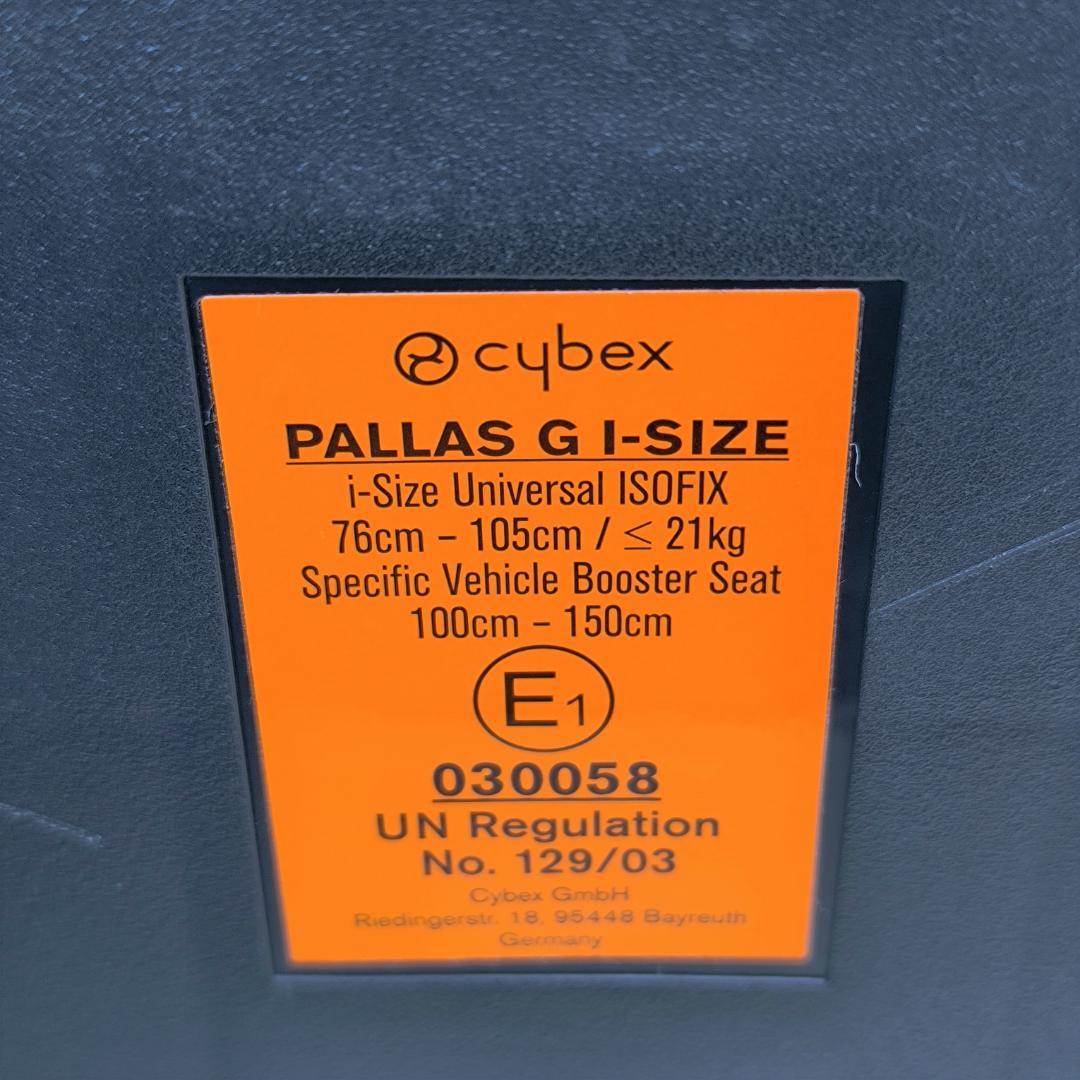 cybex
PALLAS G I-SIZE
i-Size Universal ISOFIX
76cm – 105cm / ≤ 21kg
Specific Vehicle Booster Seat
100cm – 150cm
E1
030058
UN Regulation
No. 129/03
Cybex GmbH
Riedingerstr. 18, 95448 Bayreuth
Germany